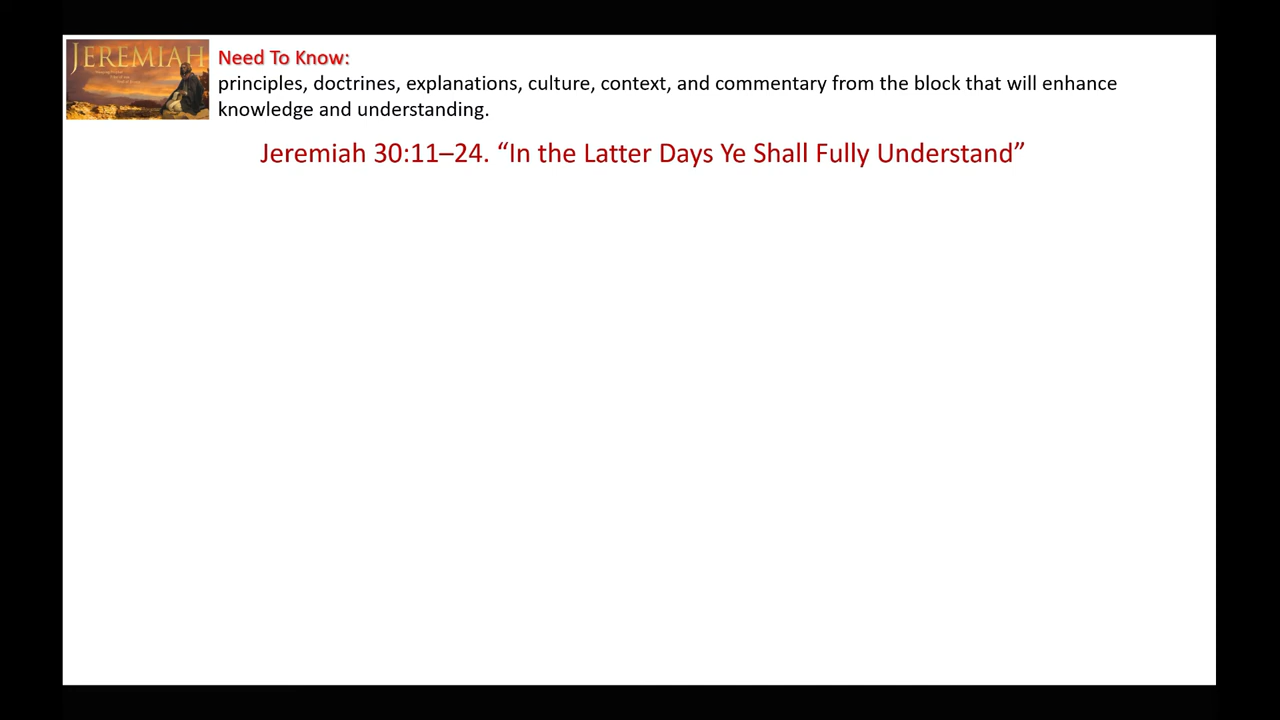 JEREMIAH
Need To Know:
principles, doctrines, explanations, culture, context, and commentary from the block that will enhance
knowledge and understanding.
Jeremiah 30:11–24. “In the Latter Days Ye Shall Fully Understand”